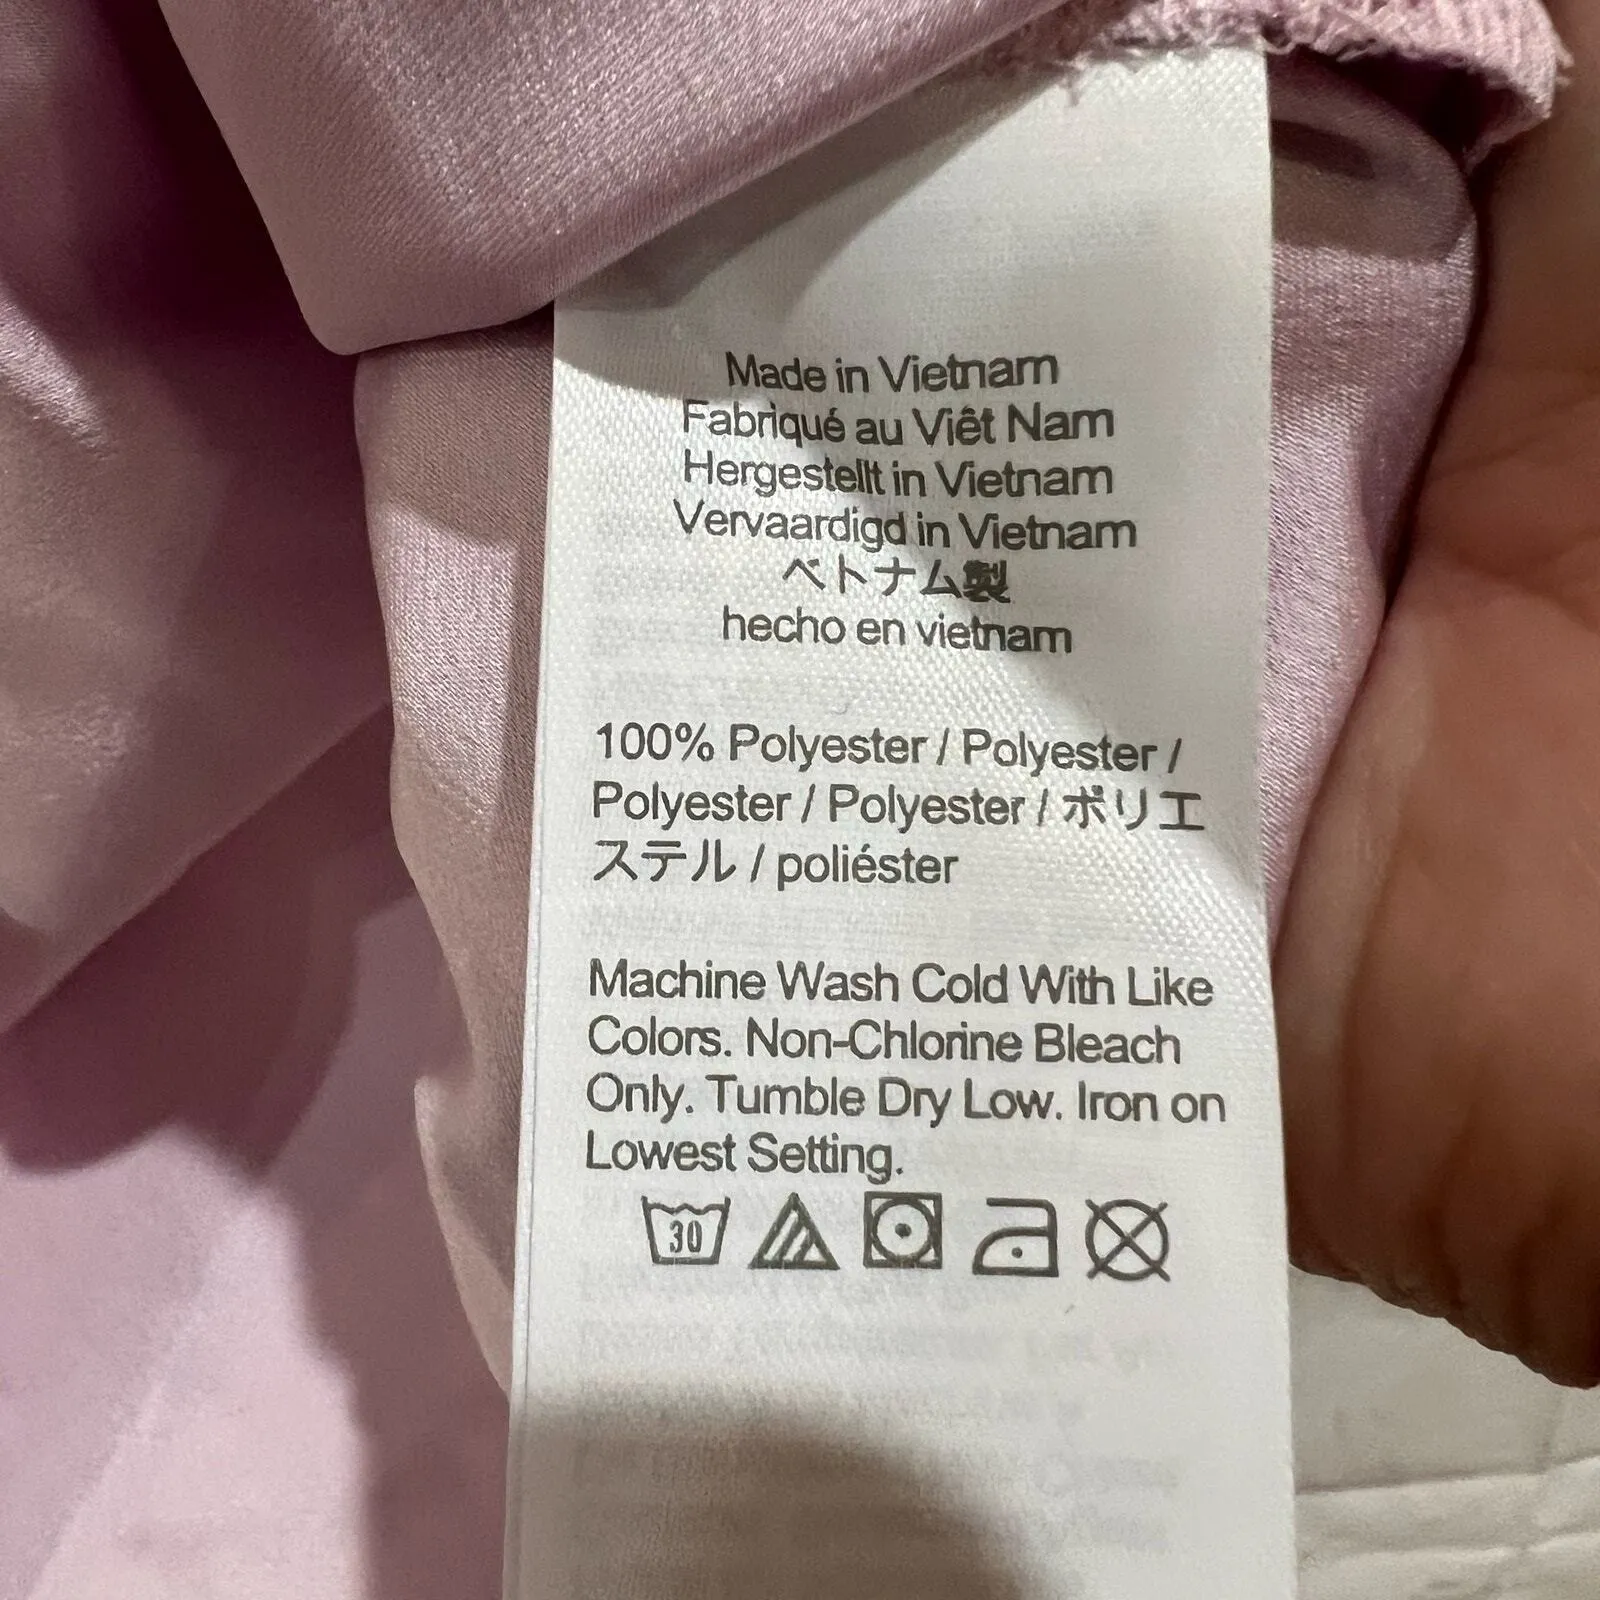 Made in Vietnam
Fabriqué au Viêt Nam
Hergestellt in Vietnam
Vervaardigd in Vietnam
ベトナム製
hecho en vietnam
100% Polyester / Polyester /
Polyester / Polyester / ポリエ
ステル / poliéster
Machine Wash Cold With Like
Colors. Non-Chlorine Bleach
Only. Tumble Dry Low. Iron on
Lowest Setting.
30